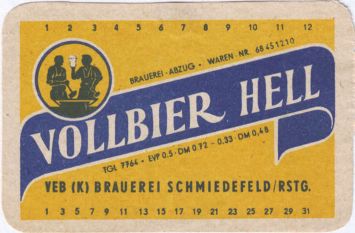 1 2 3 4 5 6 7 8 9 10 11 12
BRAUEREI-ABZUG • WAREN-NR. 68451210
VOLLBIER HELL
TGL 7764 • EVP 0.5-DM 0.72 - 0.33-DM 0,48
VEB (K) BRAUEREI SCHMIEDEFELD/RSTG.
1 3 5 7 9 11 13 15 17 19 21 23 25 27 29 31